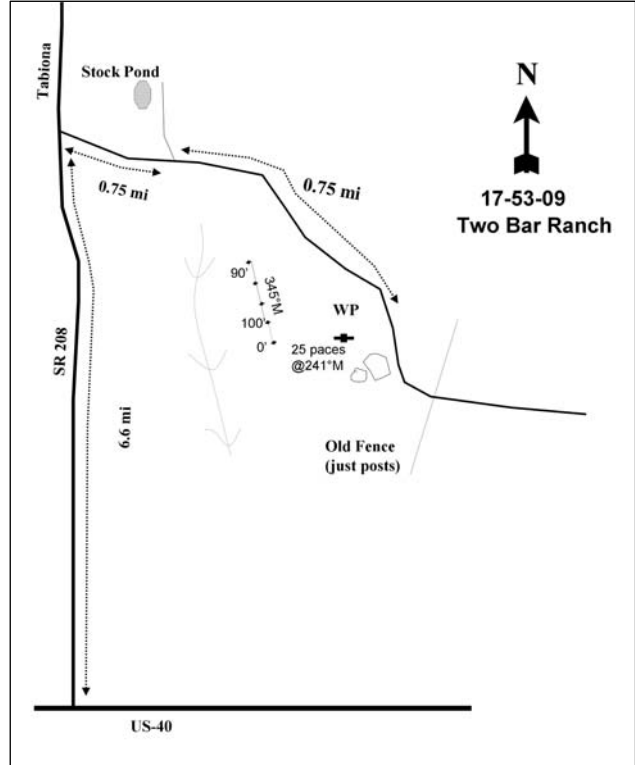 Tabiona
Stock Pond
N
17-53-09
Two Bar Ranch
0.75 mi
0.75 mi
90'
345°M
100'
0'
WP
25 paces
@241°M
SR 208
6.6 mi
Old Fence
(just posts)
US-40